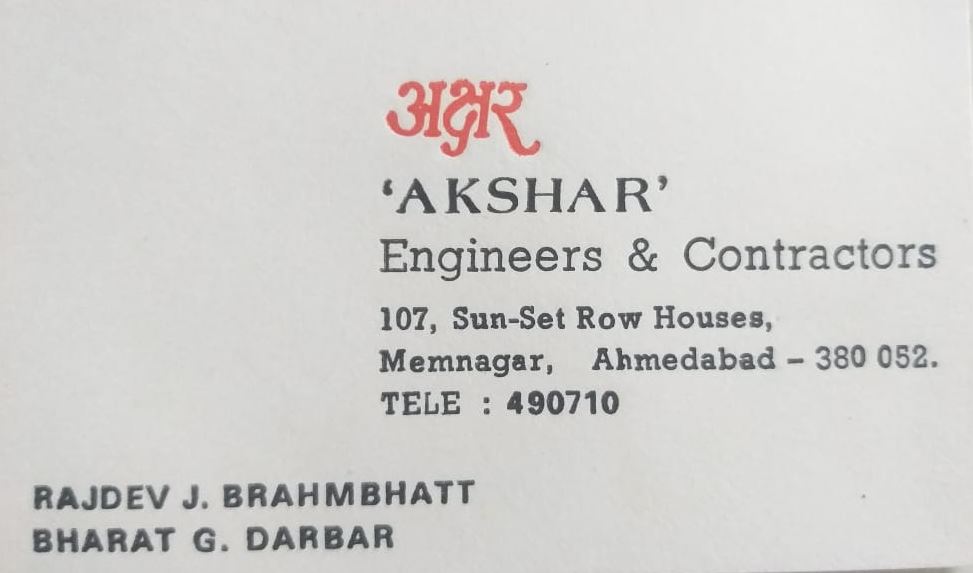 अक्षर
‘AKSHAR’
Engineers & Contractors
107, Sun-Set Row Houses,
Memnagar, Ahmedabad – 380 052.
TELE : 490710
RAJDEV J. BRAHMBHATT
BHARAT G. DARBAR